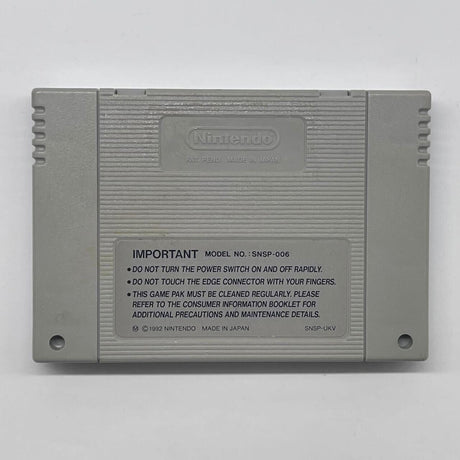 Nintendo
PAT. PEND. MADE IN JAPAN
IMPORTANT MODEL NO.: SNSP-006
• DO NOT TURN THE POWER SWITCH ON AND OFF RAPIDLY.
• DO NOT TOUCH THE EDGE CONNECTOR WITH YOUR FINGERS.
• THIS GAME PAK MUST BE CLEANED REGULARLY. PLEASE
REFER TO THE CONSUMER INFORMATION BOOKLET FOR
ADDITIONAL PRECAUTIONS AND MAINTENANCE DETAILS.
Ⓜ © 1992 NINTENDO MADE IN JAPAN SNSP-UKV